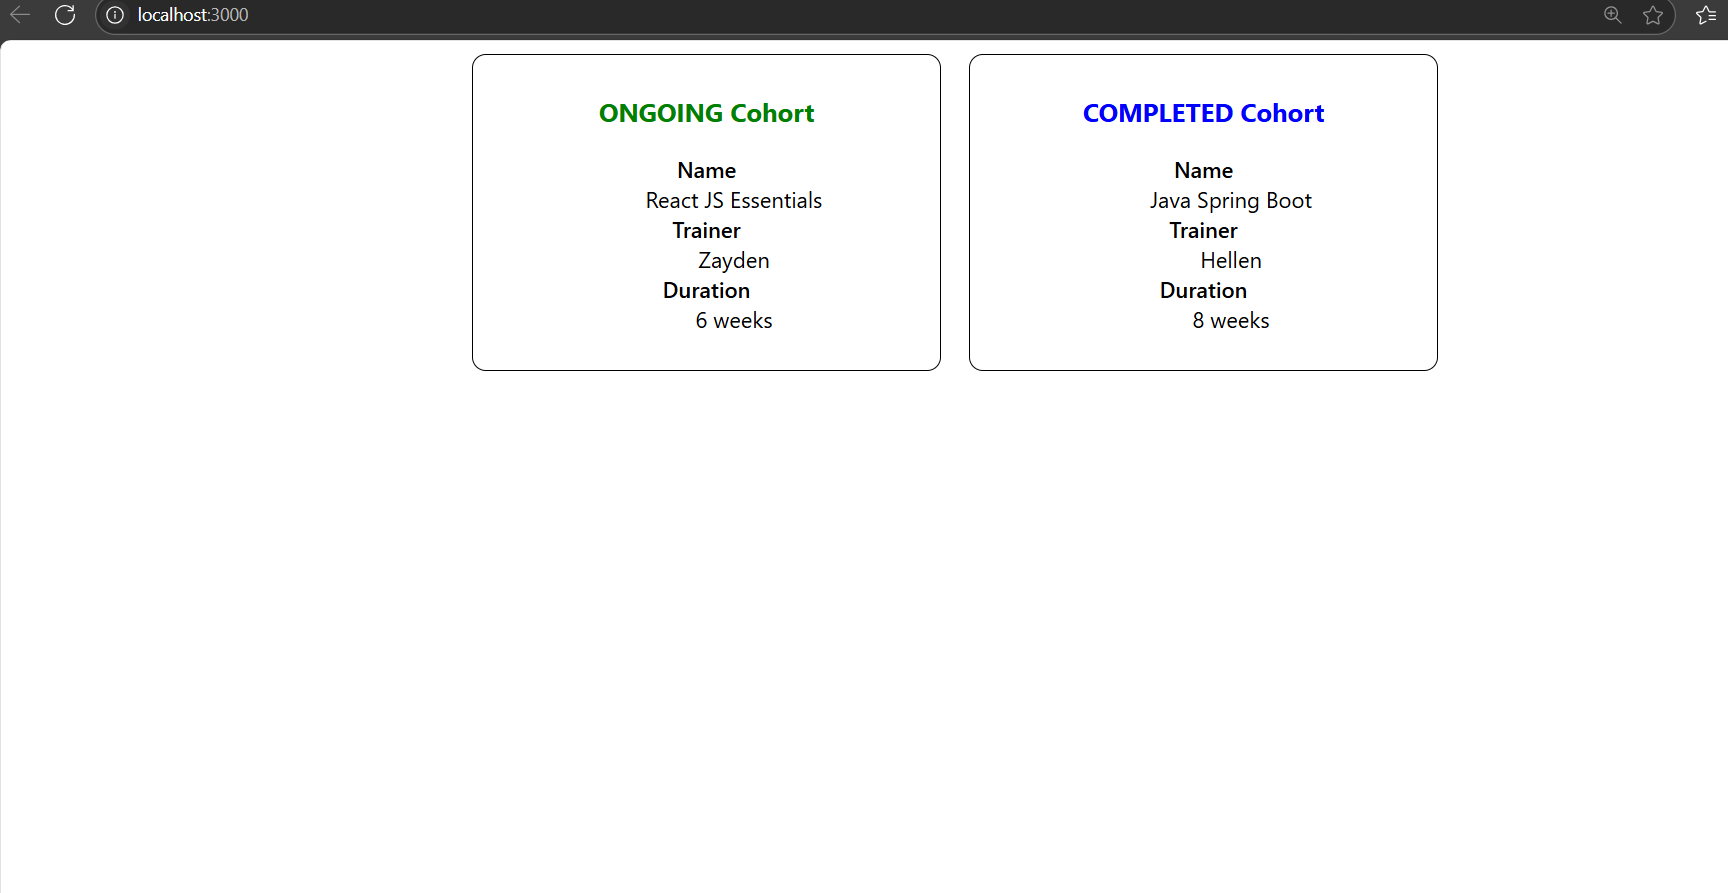 localhost:3000
ONGOING Cohort
Name
React JS Essentials
Trainer
Zayden
Duration
6 weeks
COMPLETED Cohort
Name
Java Spring Boot
Trainer
Hellen
Duration
8 weeks